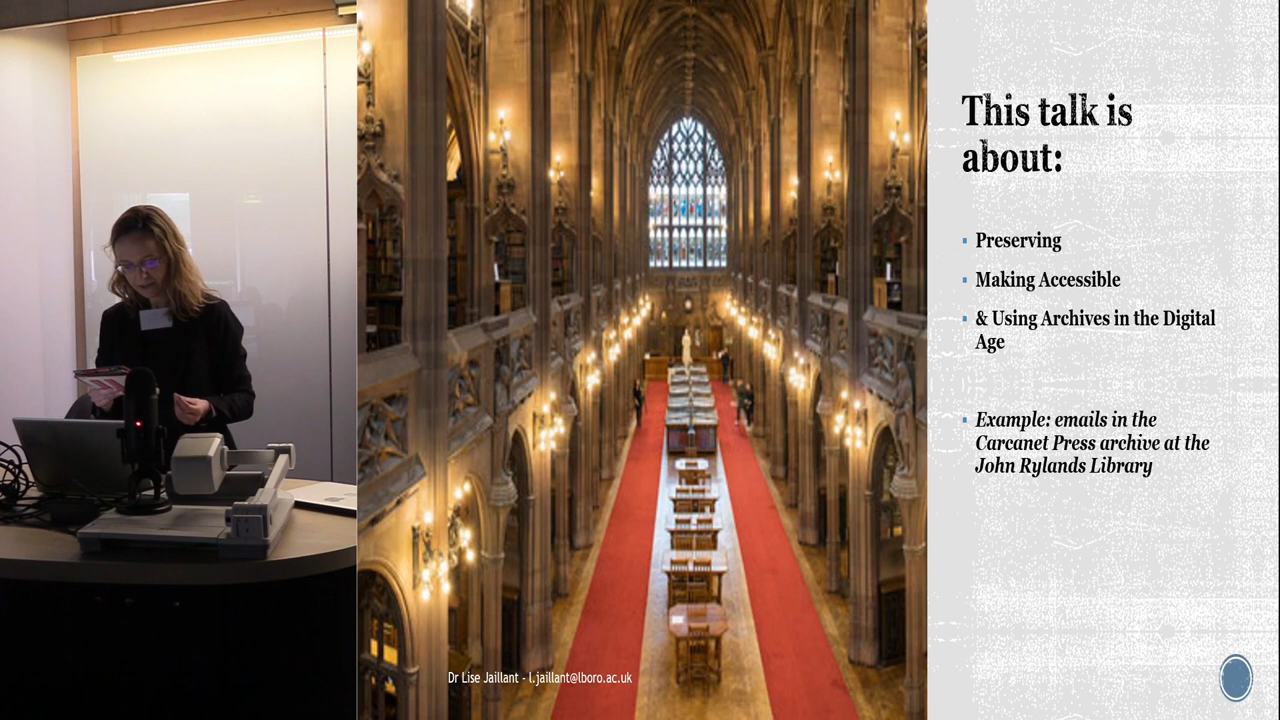 This talk is
about:
Preserving
Making Accessible
& Using Archives in the Digital
Age
Example: emails in the
Carcanet Press archive at the
John Rylands Library
Dr Lise Jaillant - l.jaillant@lboro.ac.uk